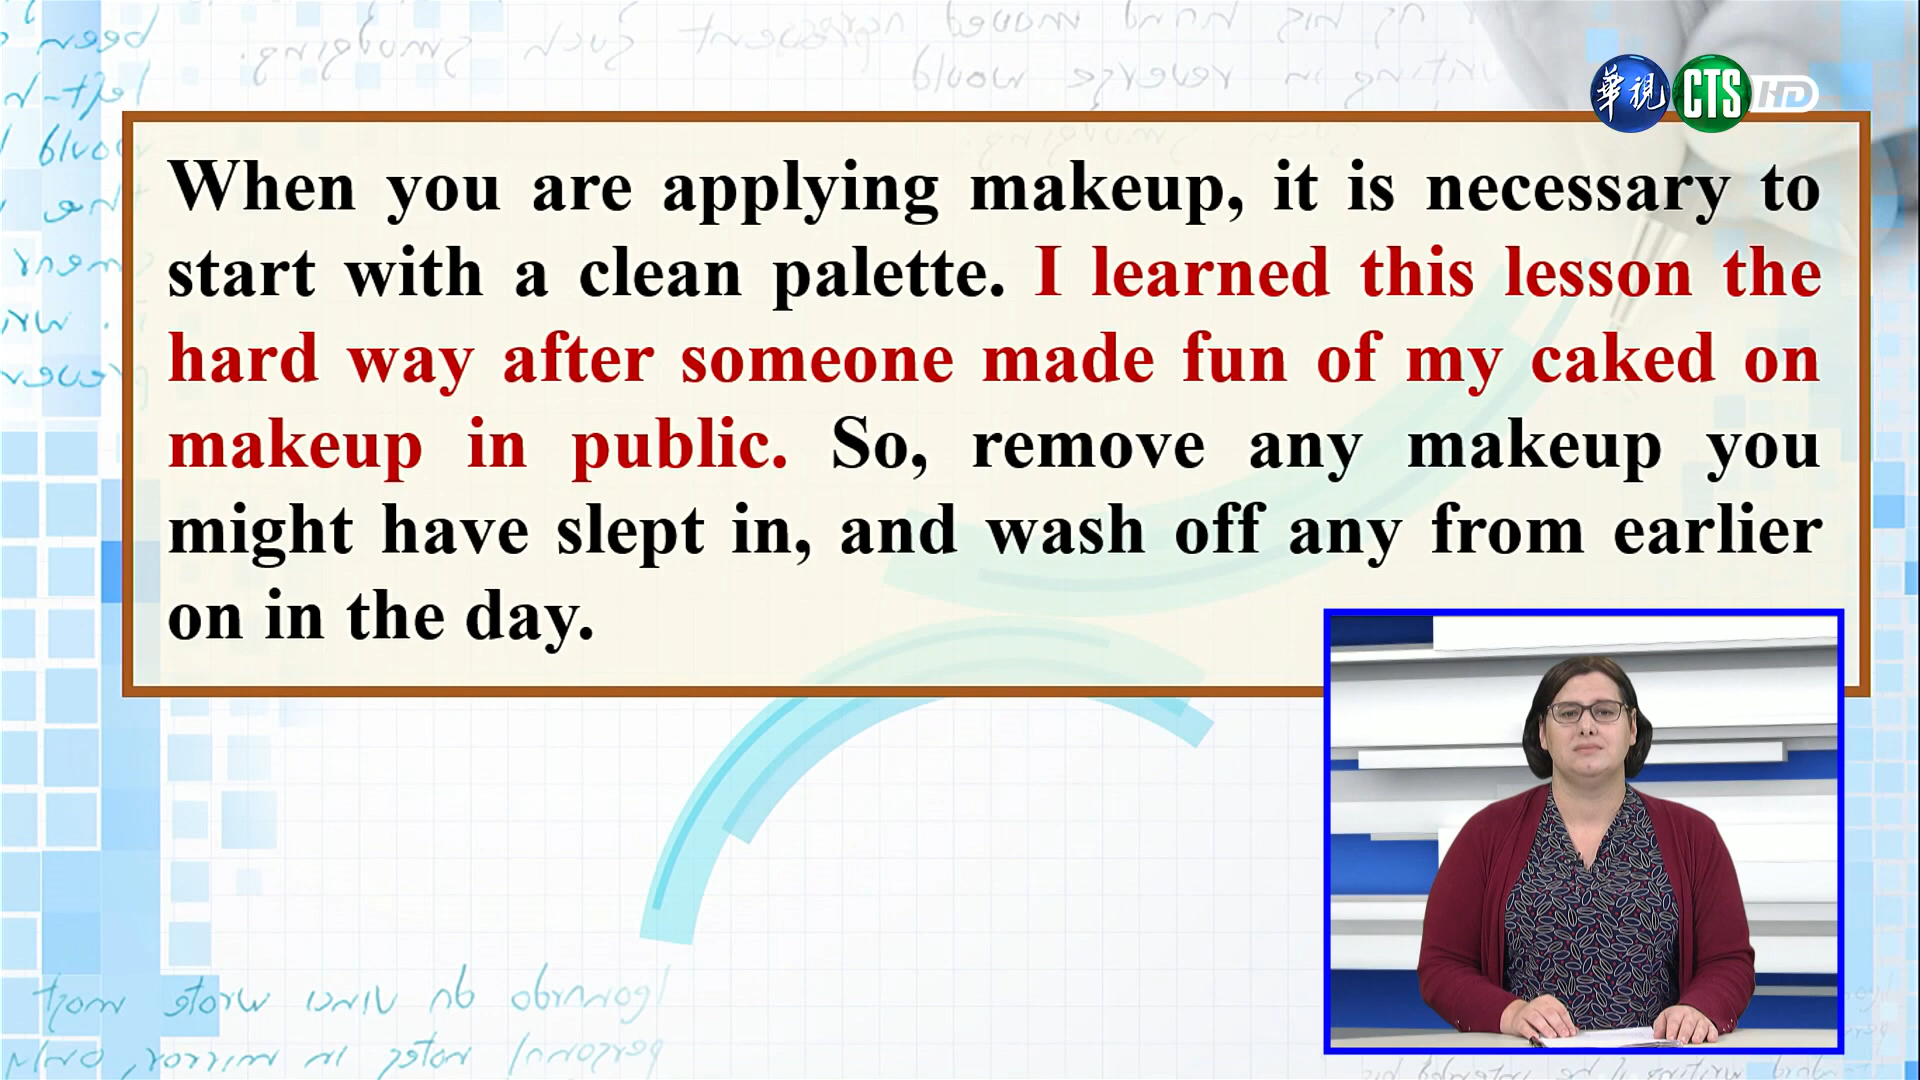 華視 CTS HD
When you are applying makeup, it is necessary to
start with a clean palette. I learned this lesson the
hard way after someone made fun of my caked on
makeup in public. So, remove any makeup you
might have slept in, and wash off any from earlier
on in the day.